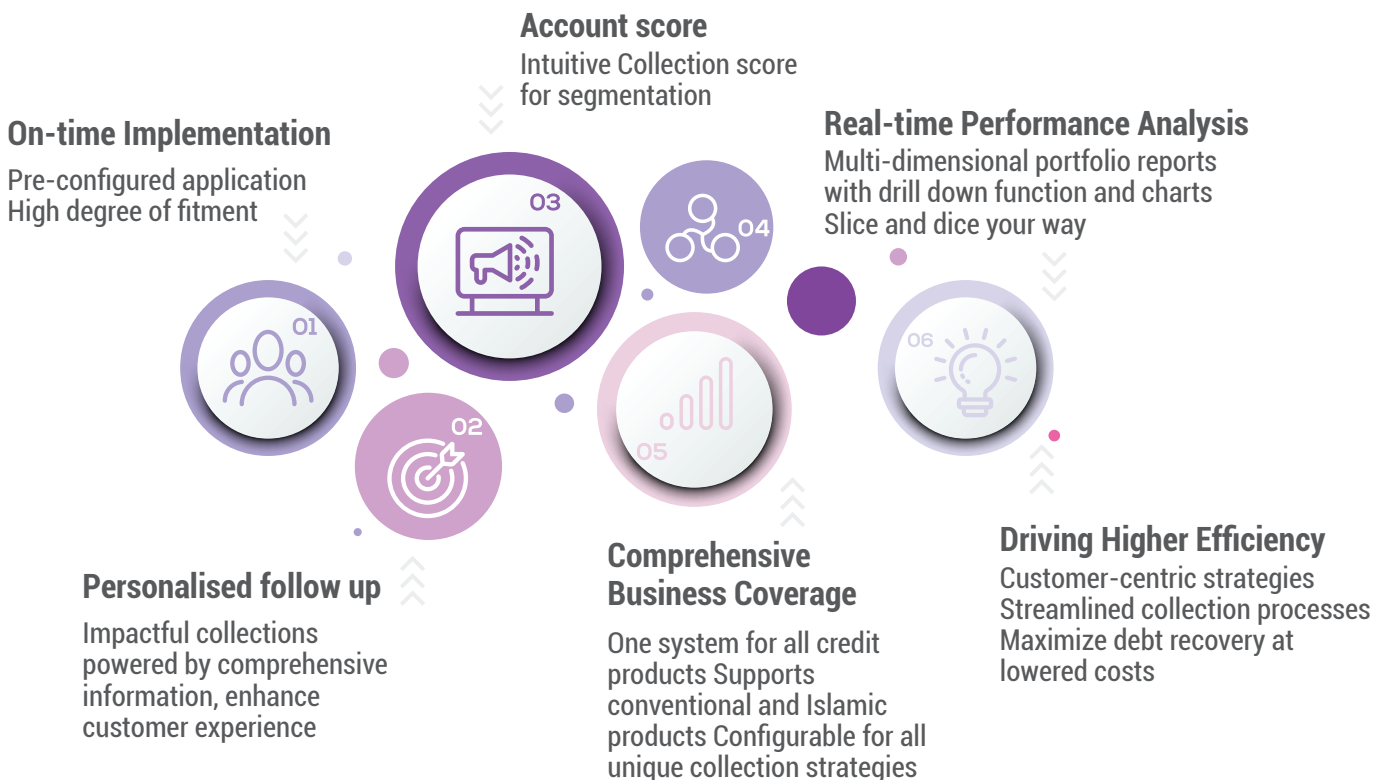 Account score
Intuitive Collection score
for segmentation
On-time Implementation
Pre-configured application
High degree of fitment
Real-time Performance Analysis
Multi-dimensional portfolio reports
with drill down function and charts
Slice and dice your way
03
04
01
06
02
05
Personalised follow up
Impactful collections
powered by comprehensive
information, enhance
customer experience
Comprehensive
Business Coverage
One system for all credit
products Supports
conventional and Islamic
products Configurable for all
unique collection strategies
Driving Higher Efficiency
Customer-centric strategies
Streamlined collection processes
Maximize debt recovery at
lowered costs